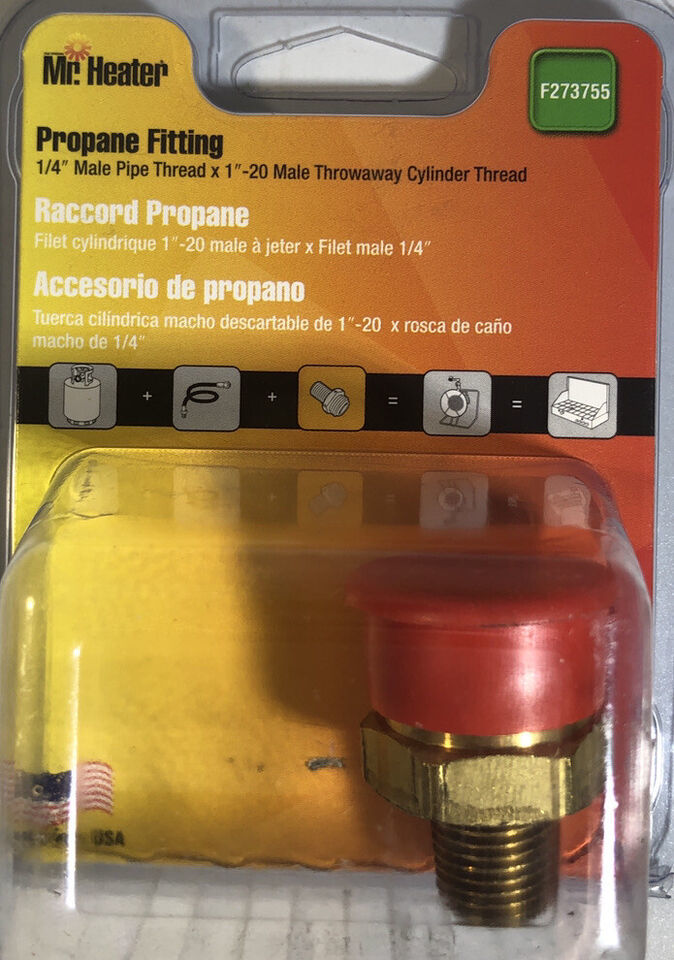 Mr. Heater
F273755
Propane Fitting
1/4" Male Pipe Thread x 1"-20 Male Throwaway Cylinder Thread
Raccord Propane
Filet cylindrique 1"-20 male à jeter x Filet male 1/4"
Accesorio de propano
Tuerca cilíndrica macho descartable de 1"-20 x rosca de caño
macho de 1/4"
+ + = =
USA